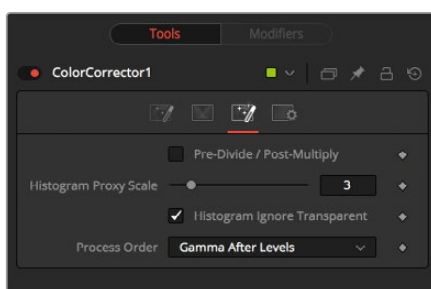 Tools Modifiers
ColorCorrector1
Pre-Divide / Post-Multiply
Histogram Proxy Scale 3
Histogram Ignore Transparent
Process Order Gamma After Levels